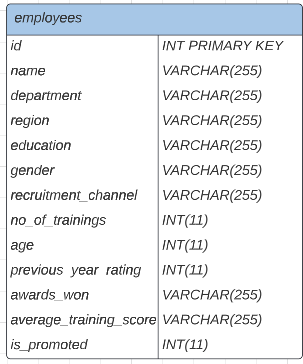 employees
id INT PRIMARY KEY
name VARCHAR(255)
department VARCHAR(255)
region VARCHAR(255)
education VARCHAR(255)
gender VARCHAR(255)
recruitment_channel VARCHAR(255)
no_of_trainings INT(11)
age INT(11)
previous_year_rating INT(11)
awards_won VARCHAR(255)
average_training_score VARCHAR(255)
is_promoted INT(11)